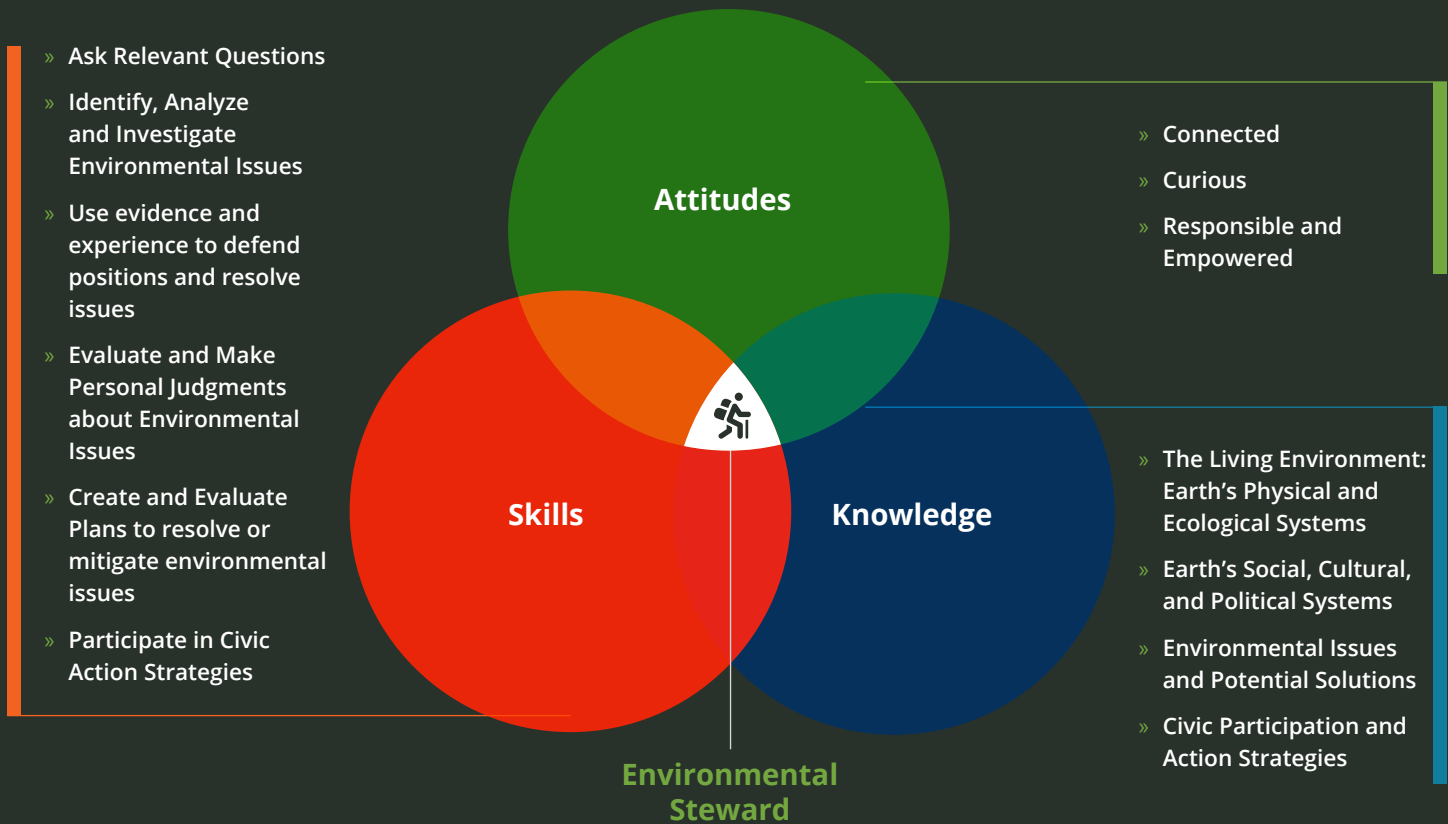 » Ask Relevant Questions
» Identify, Analyze
and Investigate
Environmental Issues
» Use evidence and
experience to defend
positions and resolve
issues
» Evaluate and Make
Personal Judgments
about Environmental
Issues
» Create and Evaluate
Plans to resolve or
mitigate environmental
issues
» Participate in Civic
Action Strategies
Attitudes
Skills
Knowledge
Environmental
Steward
» Connected
» Curious
» Responsible and
Empowered
» The Living Environment:
Earth’s Physical and
Ecological Systems
» Earth’s Social, Cultural,
and Political Systems
» Environmental Issues
and Potential Solutions
» Civic Participation and
Action Strategies